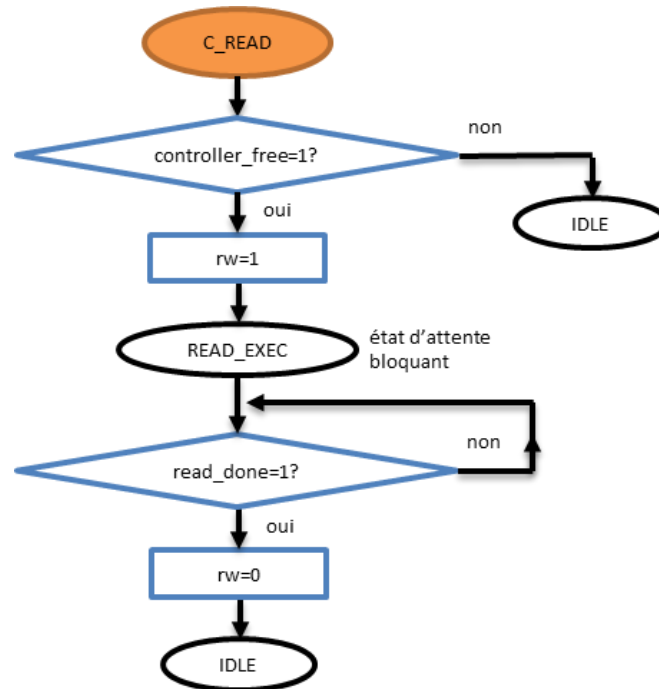 C_READ
non
controller_free=1?
oui
IDLE
rw=1
READ_EXEC
état d’attente
bloquant
non
read_done=1?
oui
rw=0
IDLE